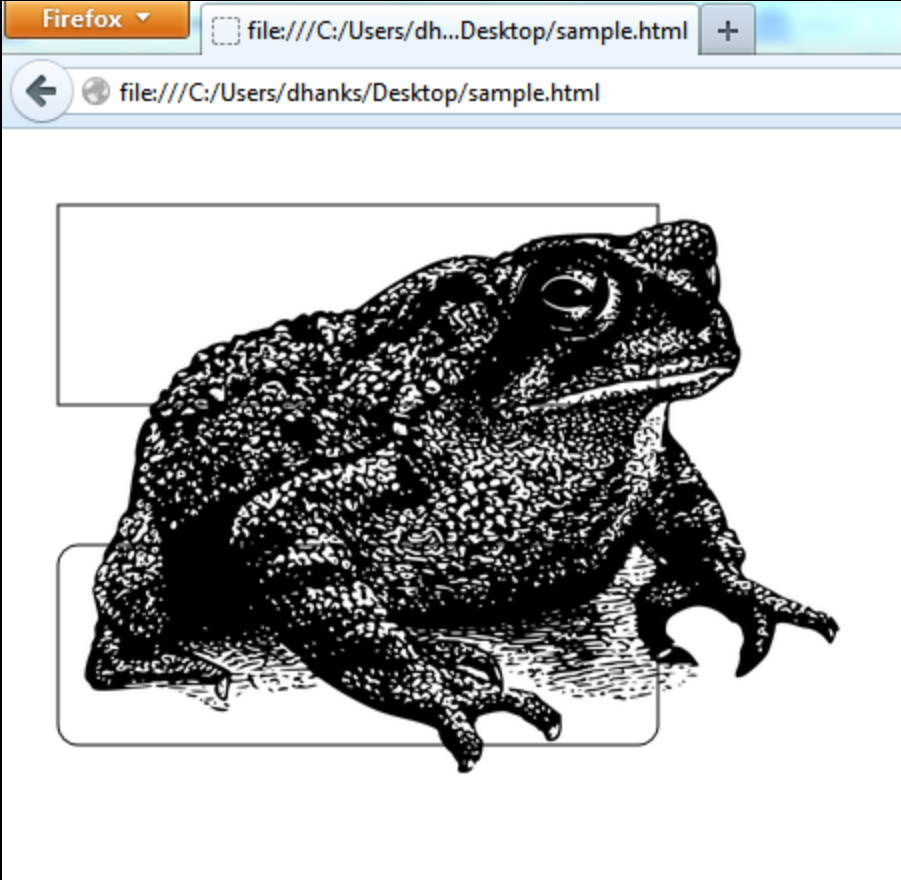 Firefox
file:///C:/Users/dh...Desktop/sample.html
file:///C:/Users/dhanks/Desktop/sample.html